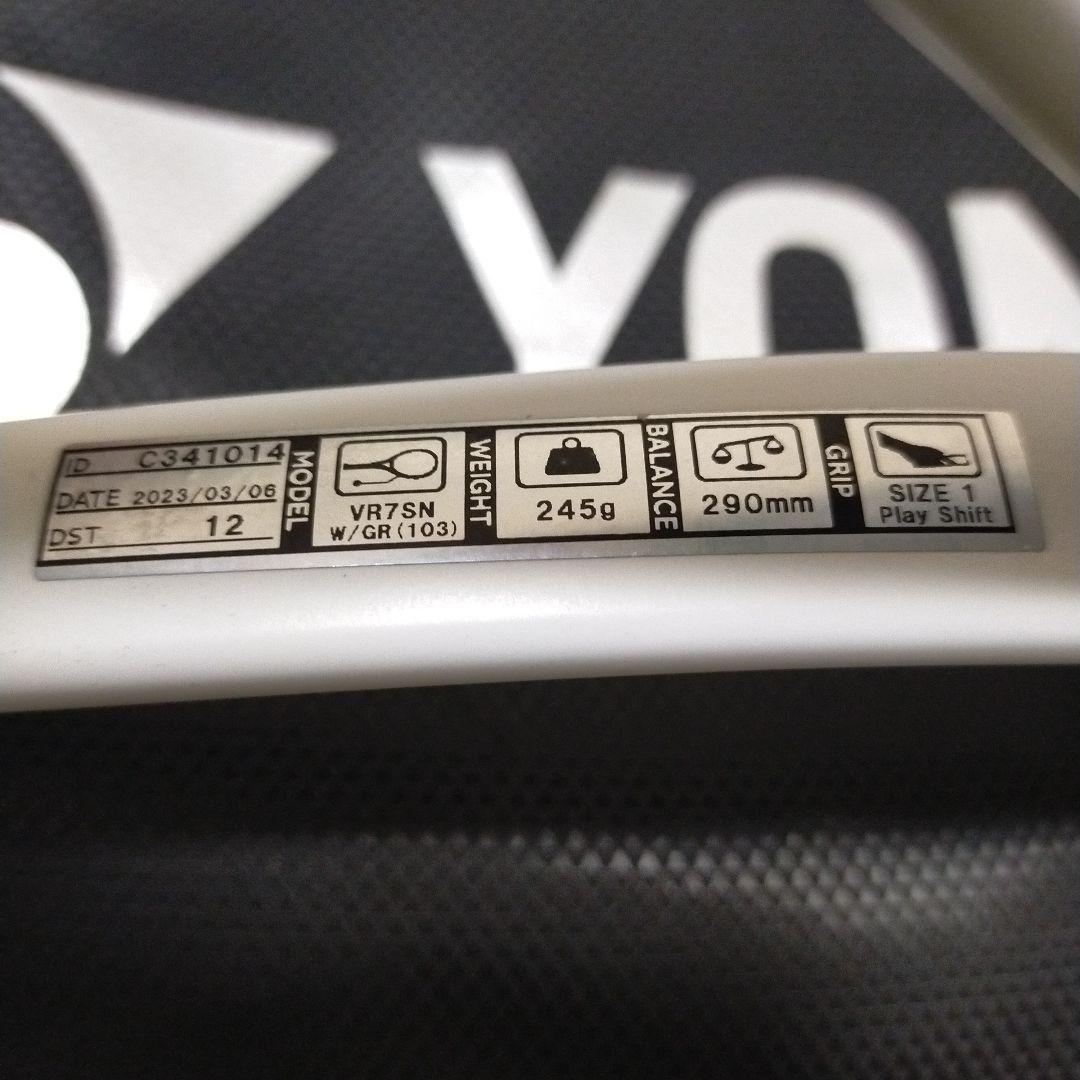 YON
ID C341014
DATE 2023/03/06
DST 12
MODEL
VR7SN
W/GR(103)
WEIGHT
245g
BALANCE
290mm
GRIP
SIZE 1
Play Shift